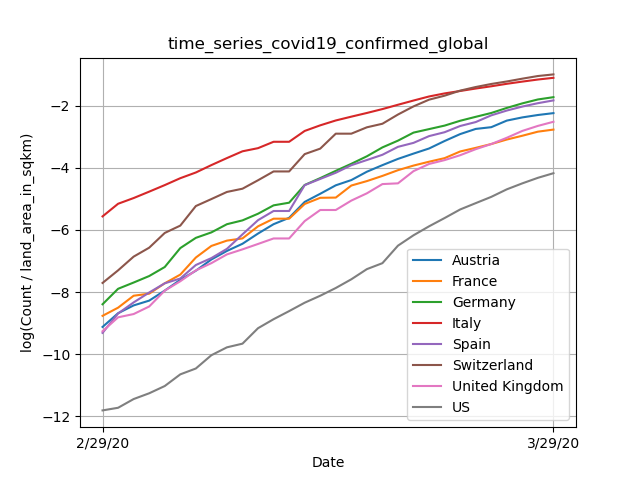 time_series_covid19_confirmed_global
log(Count / land_area_in_sqkm)
−2
−4
−6
−8
−10
−12
Austria
France
Germany
Italy
Spain
Switzerland
United Kingdom
US
2/29/20
3/29/20
Date